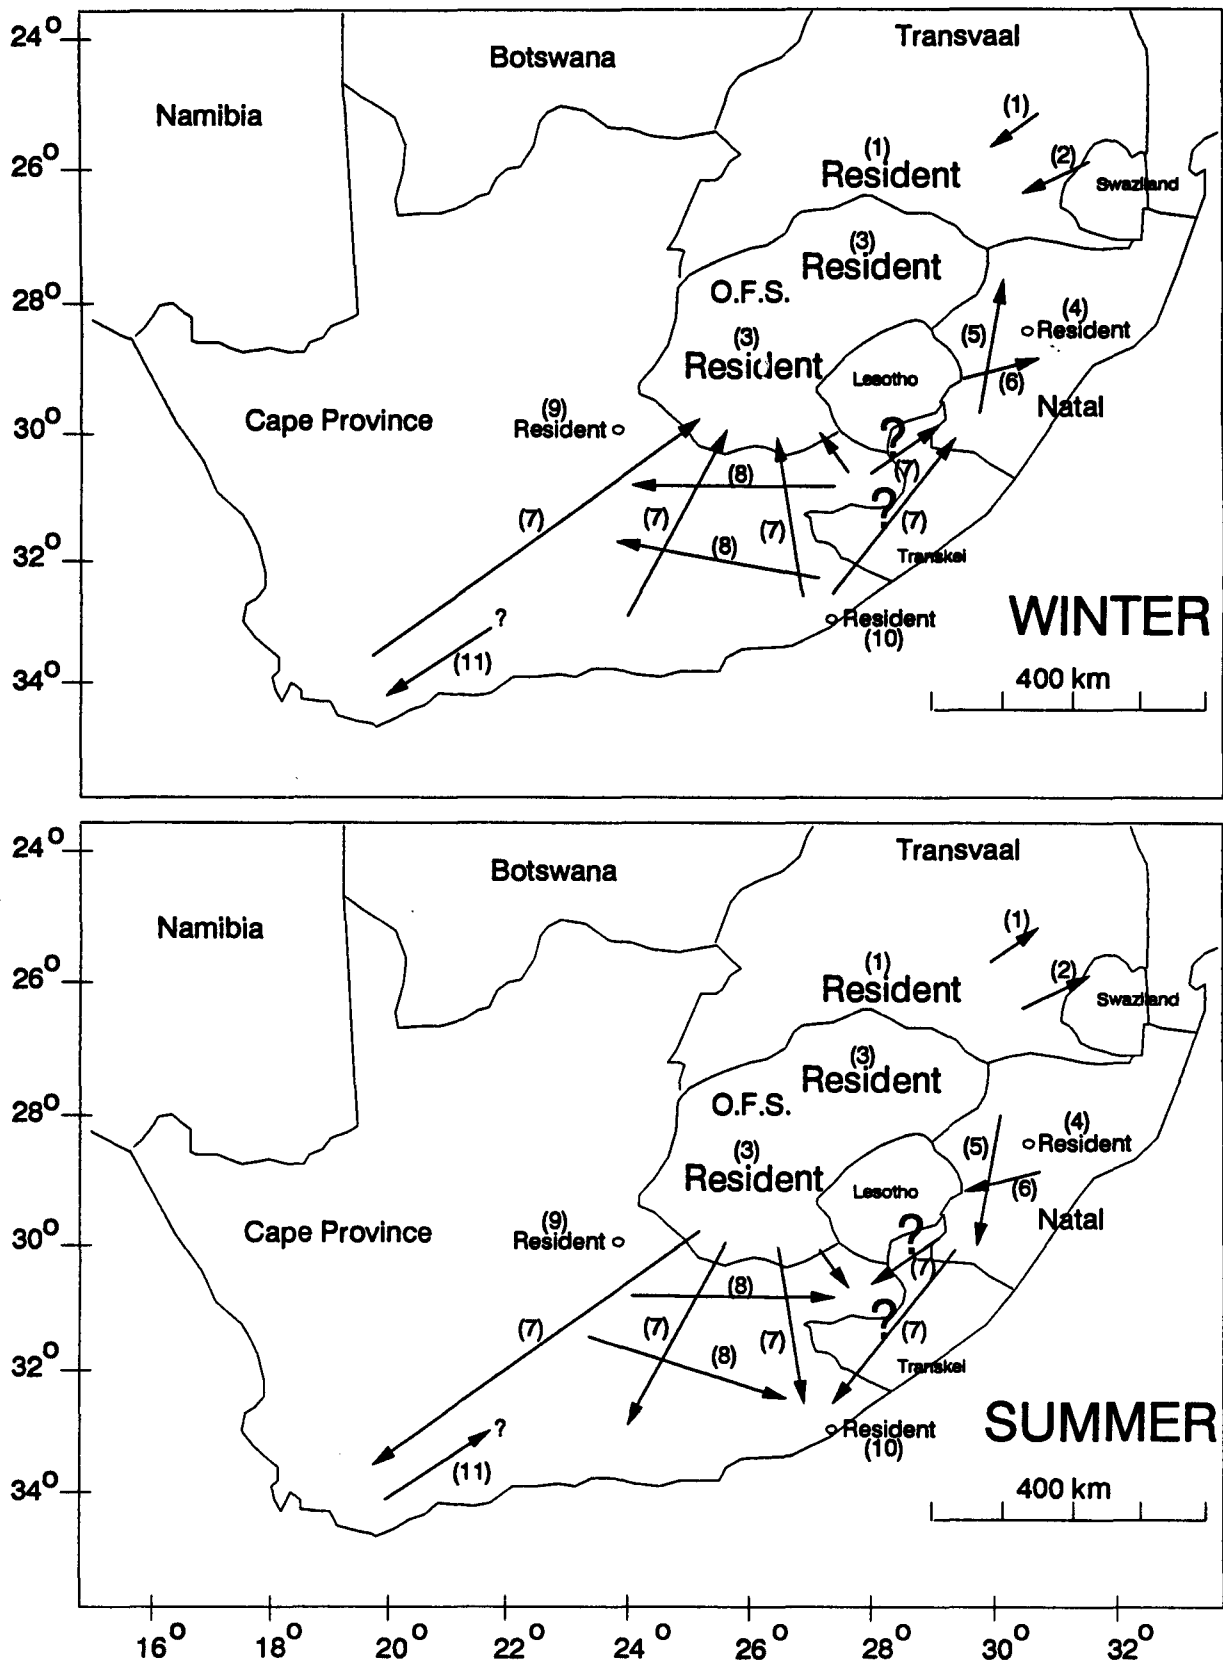 24°
Transvaal
Botswana
Namibia
(1)
(1)
(2)
26°
Resident
Swaziland
(3)
Resident
28°
O.F.S.
(4)
Resident
(3)
(5)
Resident
Lesotho
(6)
(9)
Natal
Cape Province
Resident
30°
?
(8)
(7)
?
(7)
(7)
(7)
(7)
(8)
32°
Transkei
?
Resident
WINTER
(10)
(11)
34°
400 km
24°
Transvaal
Botswana
Namibia
(1)
(1)
(2)
26°
Resident
Swaziland
(3)
Resident
28°
O.F.S.
(4)
Resident
(3)
(5)
Resident
Lesotho
(6)
(9)
Natal
Cape Province
Resident
30°
?
(7)
(8)
?
(7)
(7)
(7)
(7)
(8)
32°
Transkei
?
Resident
SUMMER
(10)
(11)
34°
400 km
16° 18° 20° 22° 24° 26° 28° 30° 32°